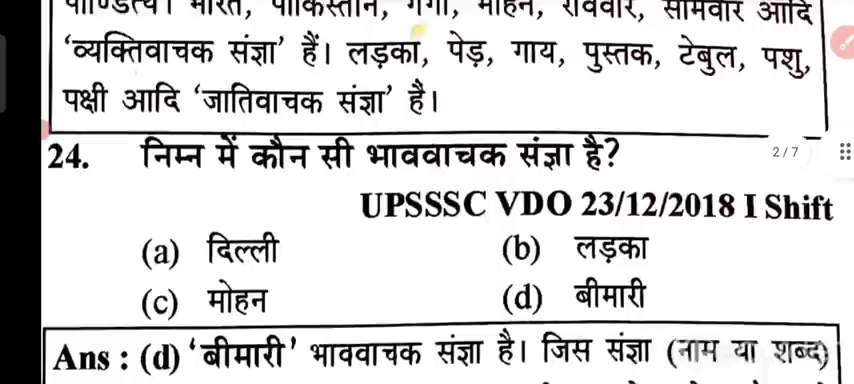 पाण्डित्य। भारत, पाकिस्तान, गंगा, मोहन, रविवार, सोमवार आदि
‘व्यक्तिवाचक संज्ञा’ हैं। लड़का, पेड़, गाय, पुस्तक, टेबुल, पशु,
पक्षी आदि ‘जातिवाचक संज्ञा’ है।
24. निम्न में कौन सी भाववाचक संज्ञा है?
2/7
UPSSSC VDO 23/12/2018 I Shift
(a) दिल्ली (b) लड़का
(c) मोहन (d) बीमारी
Ans : (d) ‘बीमारी’ भाववाचक संज्ञा है। जिस संज्ञा (नाम या शब्द)